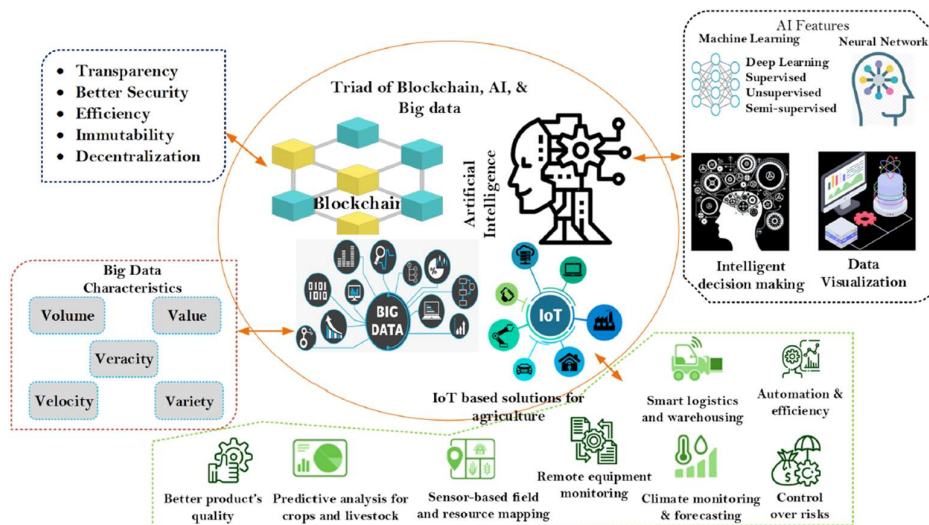 Transparency
Better Security
Efficiency
Immutability
Decentralization
Triad of Blockchain, AI, &
Big data
Blockchain
Artificial
Intelligence
BIG
DATA
0101
1010
IoT
IoT based solutions for
agriculture
AI Features
Machine Learning
Neural Network
Deep Learning
Supervised
Unsupervised
Semi-supervised
Intelligent
decision making
Data
Visualization
Big Data
Characteristics
Volume
Value
Veracity
Velocity
Variety
Smart logistics
and warehousing
Automation &
efficiency
Better product's
quality
Predictive analysis for
crops and livestock
Sensor-based field
and resource mapping
Remote equipment
monitoring
Climate monitoring
& forecasting
Control
over risks